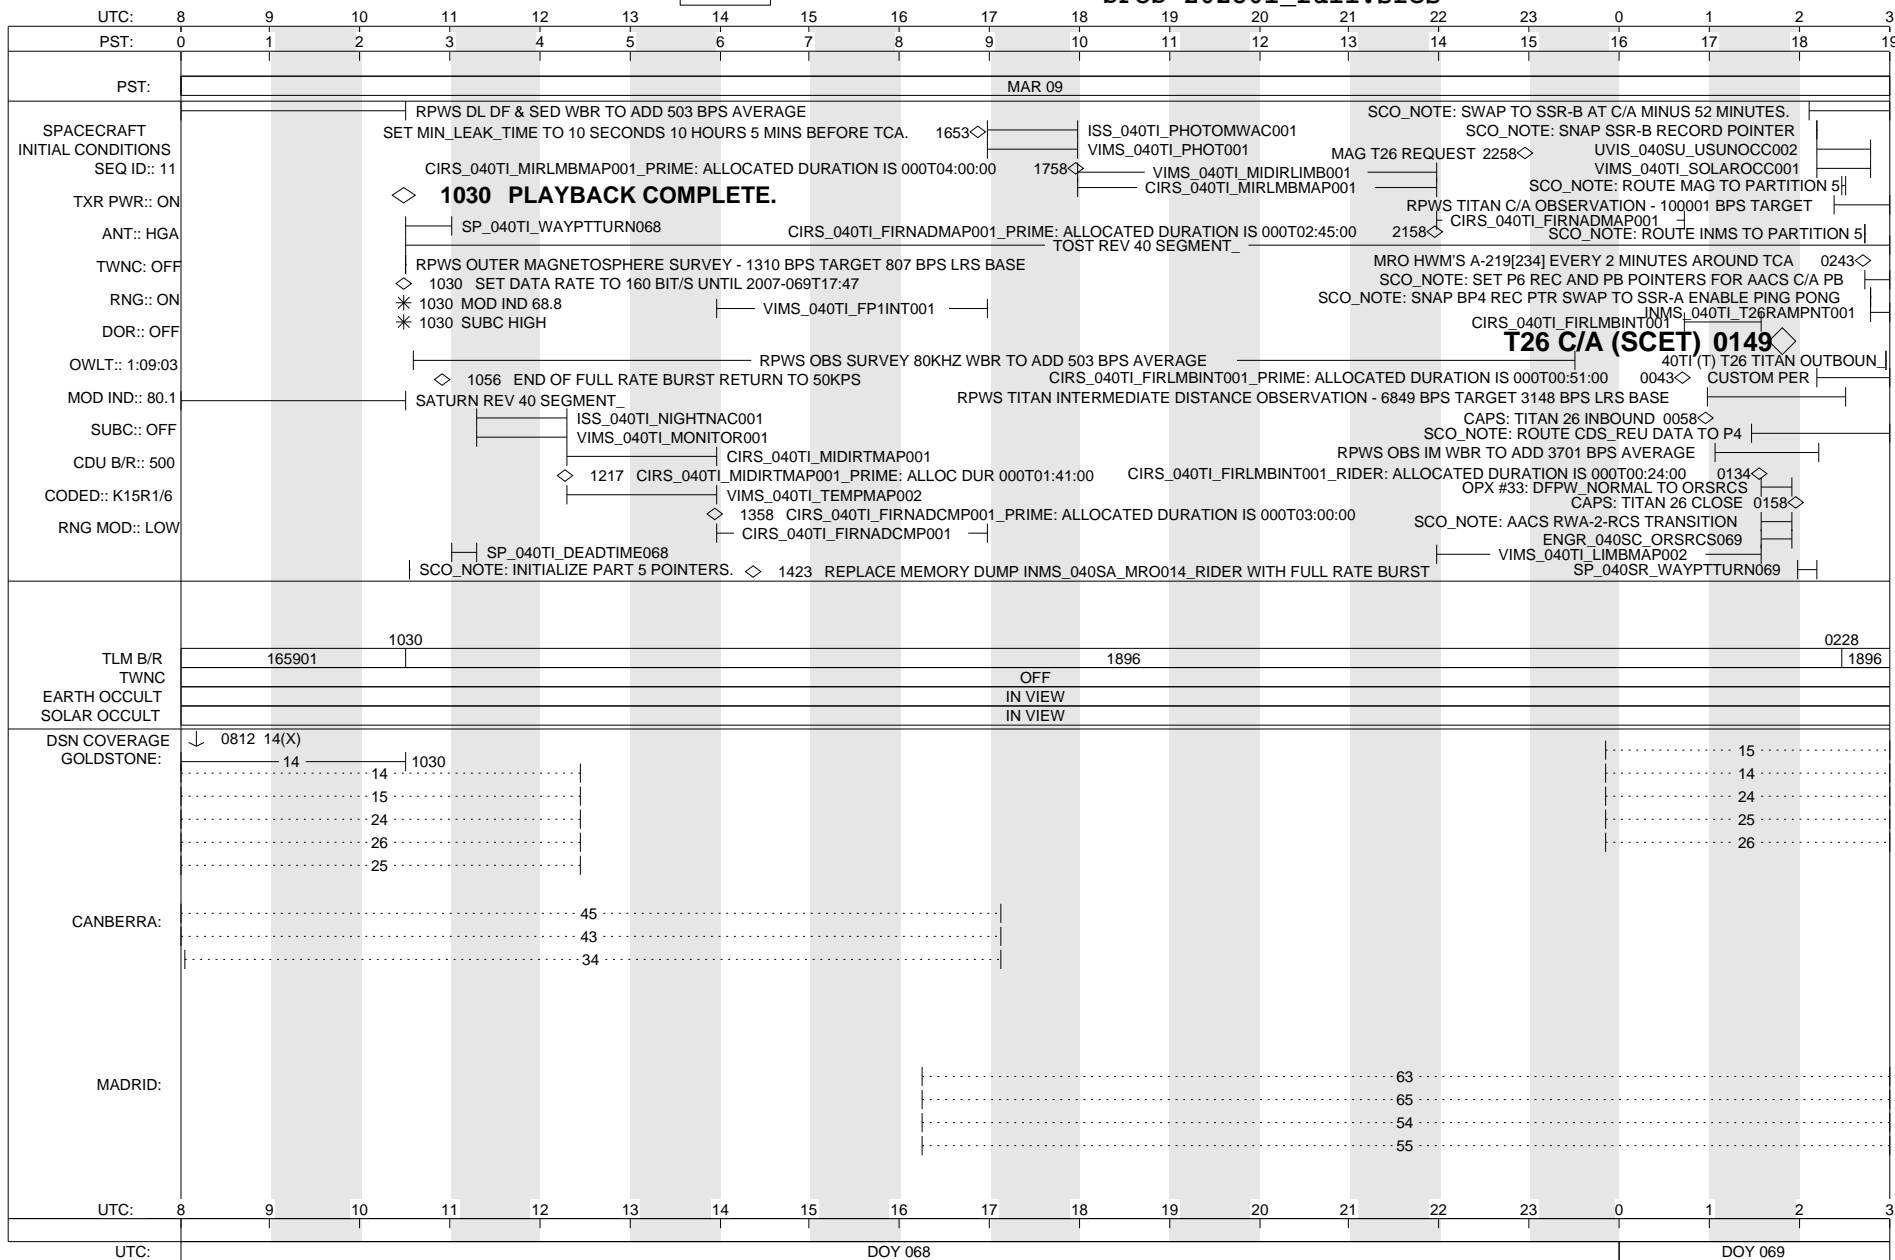 UTC: 8 9 10 11 12 13 14 15 16 17 18 19 20 21 22 23 0 1 2 3
PST: 0 1 2 3 4 5 6 7 8 9 10 11 12 13 14 15 16 17 18 19
PST: MAR 09
SPACECRAFT
INITIAL CONDITIONS
SEQ ID:: 11
TXR PWR:: ON
ANT:: HGA
TWNC: OFF
RNG:: ON
DOR:: OFF
OWLT:: 1:09:03
MOD IND:: 80.1
SUBC:: OFF
CDU B/R:: 500
CODED:: K15R1/6
RNG MOD:: LOW
RPWS DL DF & SED WBR TO ADD 503 BPS AVERAGE
SCO_NOTE: SWAP TO SSR-B AT C/A MINUS 52 MINUTES.
SET MIN_LEAK_TIME TO 10 SECONDS 10 HOURS 5 MINS BEFORE TCA. 1653
ISS_040TI_PHOTOMWAC001
SCO_NOTE: SNAP SSR-B RECORD POINTER
VIMS_040TI_PHOT001
MAG T26 REQUEST 2258
UVIS_040SU_USUNOCC002
CIRS_040TI_MIRLMBMAP001_PRIME: ALLOCATED DURATION IS 000T04:00:00 1758
VIMS_040TI_MIDIRLIMB001
VIMS_040TI_SOLAROCC001
CIRS_040TI_MIRLMBMAP001
SCO_NOTE: ROUTE MAG TO PARTITION 5
1030 PLAYBACK COMPLETE.
RPWS TITAN C/A OBSERVATION - 100001 BPS TARGET
SP_040TI_WAYPTTURN068
CIRS_040TI_FIRNADMAP001_PRIME: ALLOCATED DURATION IS 000T02:45:00 2158
CIRS_040TI_FIRNADMAP001
SCO_NOTE: ROUTE INMS TO PARTITION 5
TOST REV 40 SEGMENT_
RPWS OUTER MAGNETOSPHERE SURVEY - 1310 BPS TARGET 807 BPS LRS BASE
MRO HWM'S A-219[234] EVERY 2 MINUTES AROUND TCA 0243
1030 SET DATA RATE TO 160 BIT/S UNTIL 2007-069T17:47
SCO_NOTE: SET P6 REC AND PB POINTERS FOR AACS C/A PB
1030 MOD IND 68.8
VIMS_040TI_FP1INT001
SCO_NOTE: SNAP BP4 REC PTR SWAP TO SSR-A ENABLE PING PONG
INMS_040TI_T26RAMPNT001
1030 SUBC HIGH
CIRS_040TI_FIRLMBINT001
T26 C/A (SCET) 0149
RPWS OBS SURVEY 80KHZ WBR TO ADD 503 BPS AVERAGE
40TI (T) T26 TITAN OUTBOUN_
1056 END OF FULL RATE BURST RETURN TO 50KPS
CIRS_040TI_FIRLMBINT001_PRIME: ALLOCATED DURATION IS 000T00:51:00 0043
CUSTOM PER
SATURN REV 40 SEGMENT_
RPWS TITAN INTERMEDIATE DISTANCE OBSERVATION - 6849 BPS TARGET 3148 BPS LRS BASE
ISS_040TI_NIGHTNAC001
CAPS: TITAN 26 INBOUND 0058
VIMS_040TI_MONITOR001
SCO_NOTE: ROUTE CDS_REU DATA TO P4
CIRS_040TI_MIDIRTMAP001
RPWS OBS IM WBR TO ADD 3701 BPS AVERAGE
1217 CIRS_040TI_MIDIRTMAP001_PRIME: ALLOC DUR 000T01:41:00
CIRS_040TI_FIRLMBINT001_RIDER: ALLOCATED DURATION IS 000T00:24:00 0134
OPX #33: DFPW_NORMAL TO ORSRCS
VIMS_040TI_TEMPMAP002
CAPS: TITAN 26 CLOSE 0158
1358 CIRS_040TI_FIRNADCMP001_PRIME: ALLOCATED DURATION IS 000T03:00:00
SCO_NOTE: AACS RWA-2-RCS TRANSITION
CIRS_040TI_FIRNADCMP001
ENGR_040SC_ORSRCS069
SP_040TI_DEADTIME068
VIMS_040TI_LIMBMAP002
SCO_NOTE: INITIALIZE PART 5 POINTERS.
1423 REPLACE MEMORY DUMP INMS_040SA_MRO014_RIDER WITH FULL RATE BURST
SP_040SR_WAYPTTURN069
1030 0228
TLM B/R 165901 1896 1896
TWNC OFF
EARTH OCCULT IN VIEW
SOLAR OCCULT IN VIEW
DSN COVERAGE 0812 14(X)
GOLDSTONE: 14 1030
15
14
14
15
24
24
25
26
26
25
CANBERRA: 45
43
34
MADRID: 63
65
54
55
UTC: 8 9 10 11 12 13 14 15 16 17 18 19 20 21 22 23 0 1 2 3
UTC: DOY 068 DOY 069